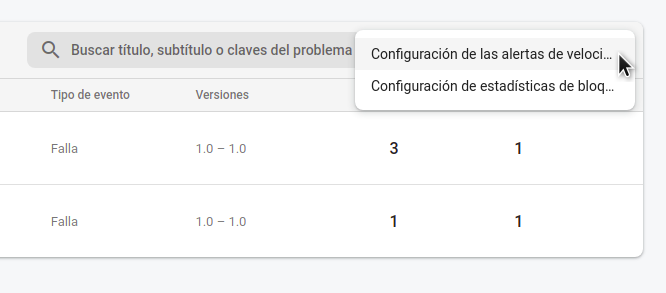 Buscar título, subtítulo o claves del problema
Configuración de las alertas de veloci...
Configuración de estadísticas de bloq...
Tipo de evento Versiones
Falla 1.0 – 1.0 3 1
Falla 1.0 – 1.0 1 1